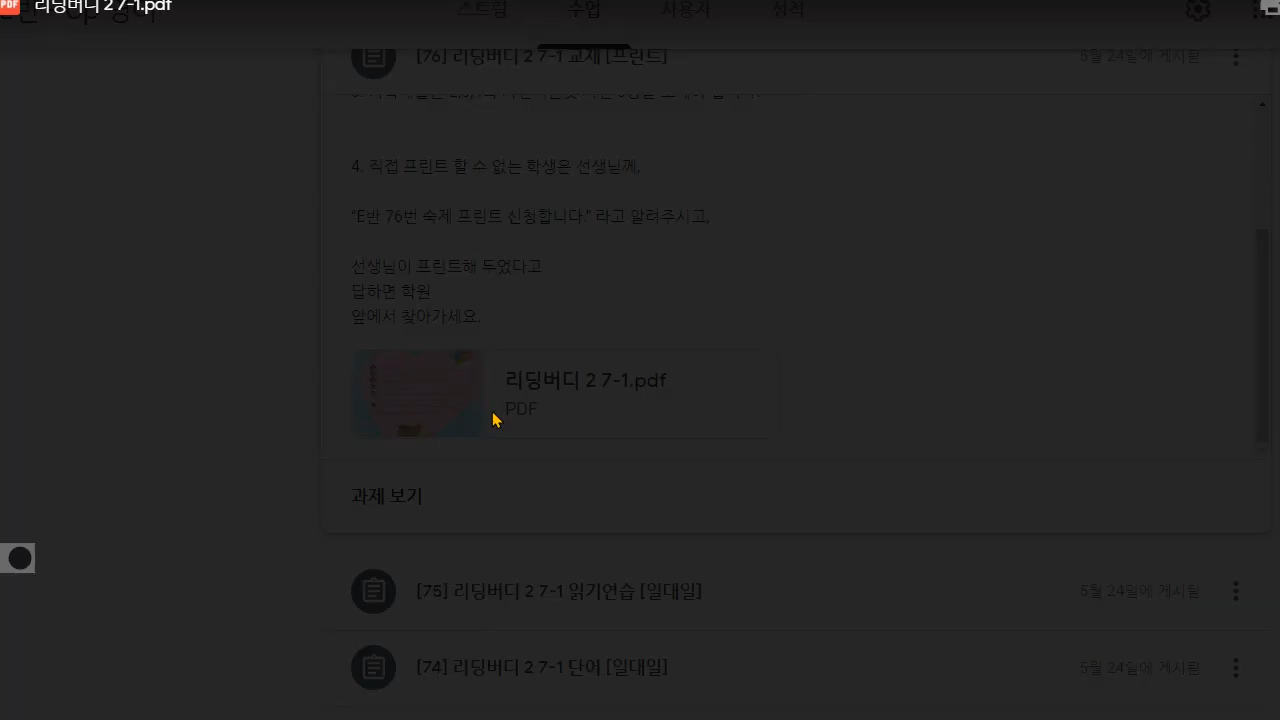 PDF 리딩버디 2 7-1.pdf
스트림 수업 사용자 성적
[76] 리딩버디 2 7-1 교제 [프린트] 5월 24일에 게시됨
4. 직접 프린트 할 수 없는 학생은 선생님께,
"E반 76번 숙제 프린트 신청합니다." 라고 알려주시고,
선생님이 프린트해 두었다고
답하면 학원
앞에서 찾아가세요.
리딩버디 2 7-1.pdf
PDF
과제 보기
[75] 리딩버디 2 7-1 읽기연습 [일대일] 5월 24일에 게시됨
[74] 리딩버디 2 7-1 단어 [일대일] 5월 24일에 게시됨